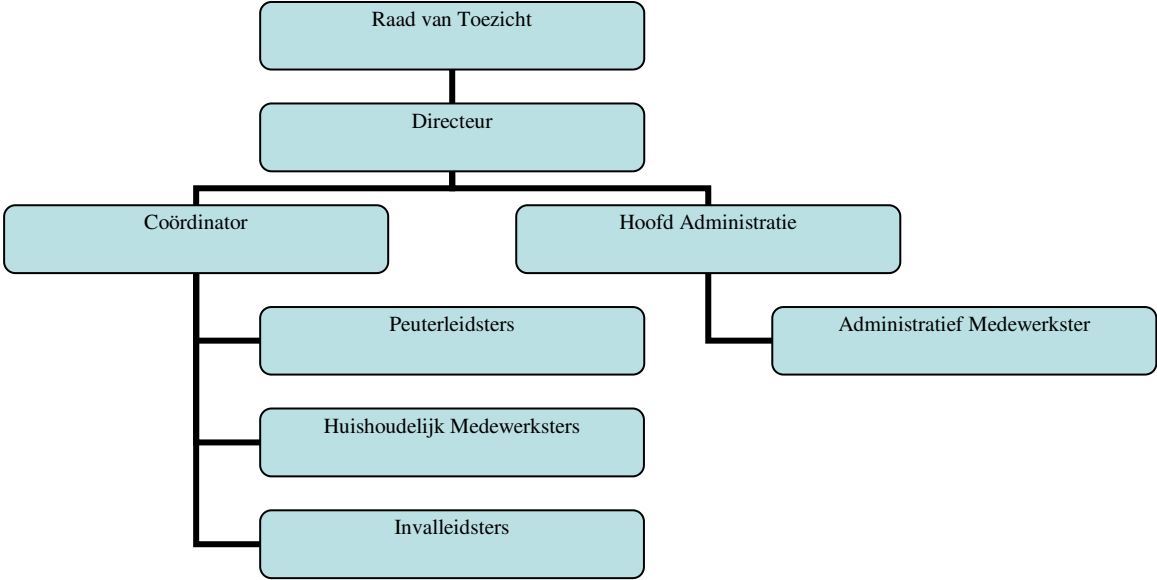 Raad van Toezicht
Directeur
Coördinator
Hoofd Administratie
Peuterleidsters
Administratief Medewerkster
Huishoudelijk Medewerksters
Invalleidsters